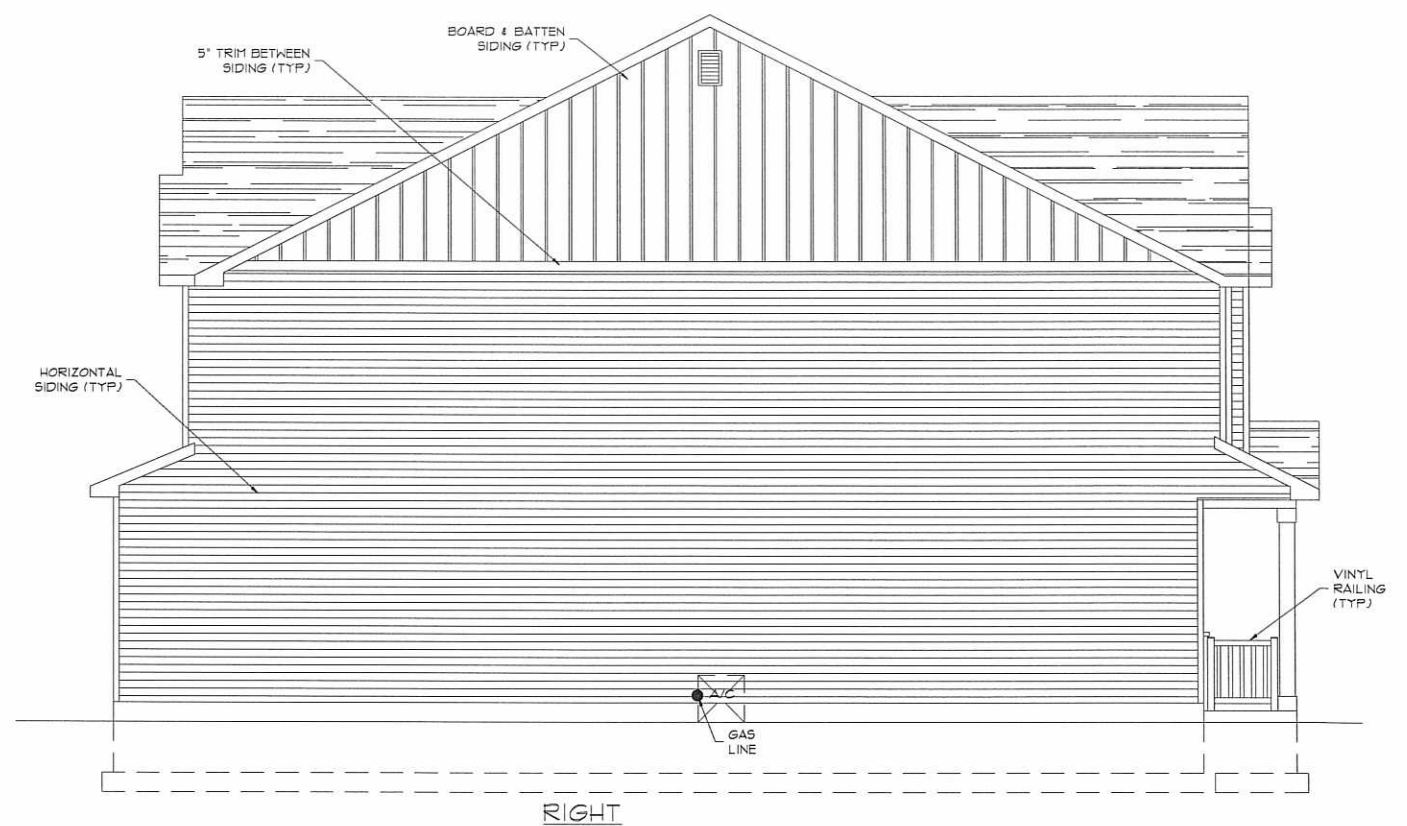 BOARD & BATTEN
SIDING (TYP)
5" TRIM BETWEEN
SIDING (TYP)
HORIZONTAL
SIDING (TYP)
VINYL
RAILING
(TYP)
A/C
GAS
LINE
RIGHT